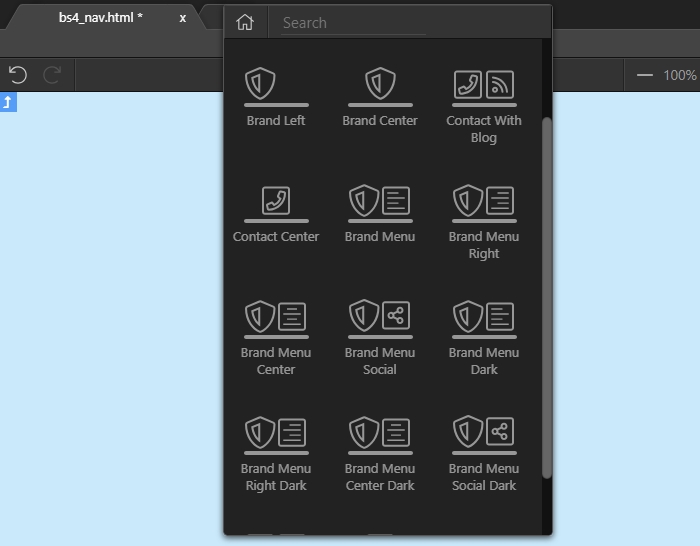 bs4_nav.html *
x
Search
100%
Brand Left
Brand Center
Contact With
Blog
Contact Center
Brand Menu
Brand Menu
Right
Brand Menu
Center
Brand Menu
Social
Brand Menu
Dark
Brand Menu
Right Dark
Brand Menu
Center Dark
Brand Menu
Social Dark